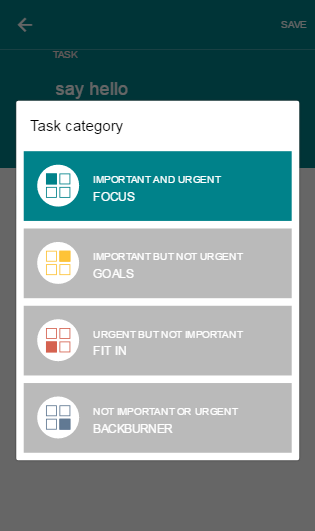 SAVE
TASK
say hello
Task category
IMPORTANT AND URGENT
FOCUS
IMPORTANT BUT NOT URGENT
GOALS
URGENT BUT NOT IMPORTANT
FIT IN
NOT IMPORTANT OR URGENT
BACKBURNER